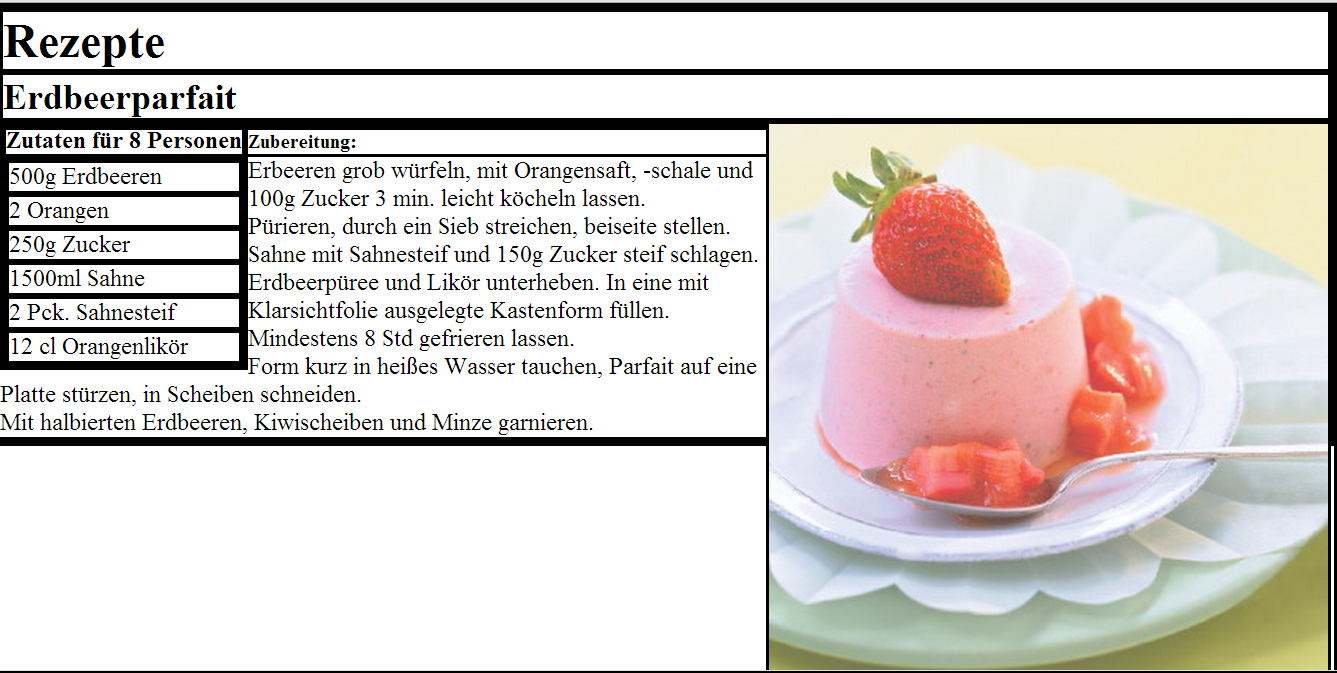 Rezepte
Erdbeerparfait
Zutaten für 8 Personen
500g Erdbeeren
2 Orangen
250g Zucker
1500ml Sahne
2 Pck. Sahnesteif
12 cl Orangenlikör
Zubereitung:
Erbeeren grob würfeln, mit Orangensaft, -schale und
100g Zucker 3 min. leicht köcheln lassen.
Pürieren, durch ein Sieb streichen, beiseite stellen.
Sahne mit Sahnesteif und 150g Zucker steif schlagen.
Erdbeerpüree und Likör unterheben. In eine mit
Klarsichtfolie ausgelegte Kastenform füllen.
Mindestens 8 Std gefrieren lassen.
Form kurz in heißes Wasser tauchen, Parfait auf eine
Platte stürzen, in Scheiben schneiden.
Mit halbierten Erdbeeren, Kiwischeiben und Minze garnieren.